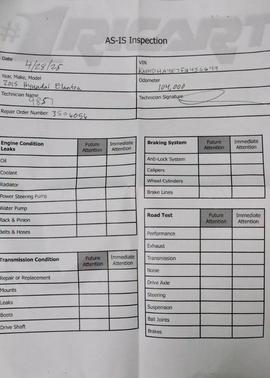 AS-IS Inspection
Date 4/28/25
VIN
Year, Make, Model
2015 Hyundai Elantra
Odometer
104,000
Technician Name
9857
Technician Signature
Repair Order Number 3504056
Engine Condition Future Attention Immediate Attention
Leaks
Oil
Coolant
Radiator
Power Steering Pump
Water Pump
Rack & Pinion
Belts & Hoses
Transmission Condition Future Attention Immediate Attention
Repair or Replacement
Mounts
Leaks
Boots
Drive Shaft
Braking System Future Attention Immediate Attention
Anti-Lock System
Calipers
Wheel Cylinders
Brake Lines
Road Test Future Attention Immediate Attention
Performance
Exhaust
Transmission
Noise
Drive Axle
Steering
Suspension
Ball Joints
Brakes